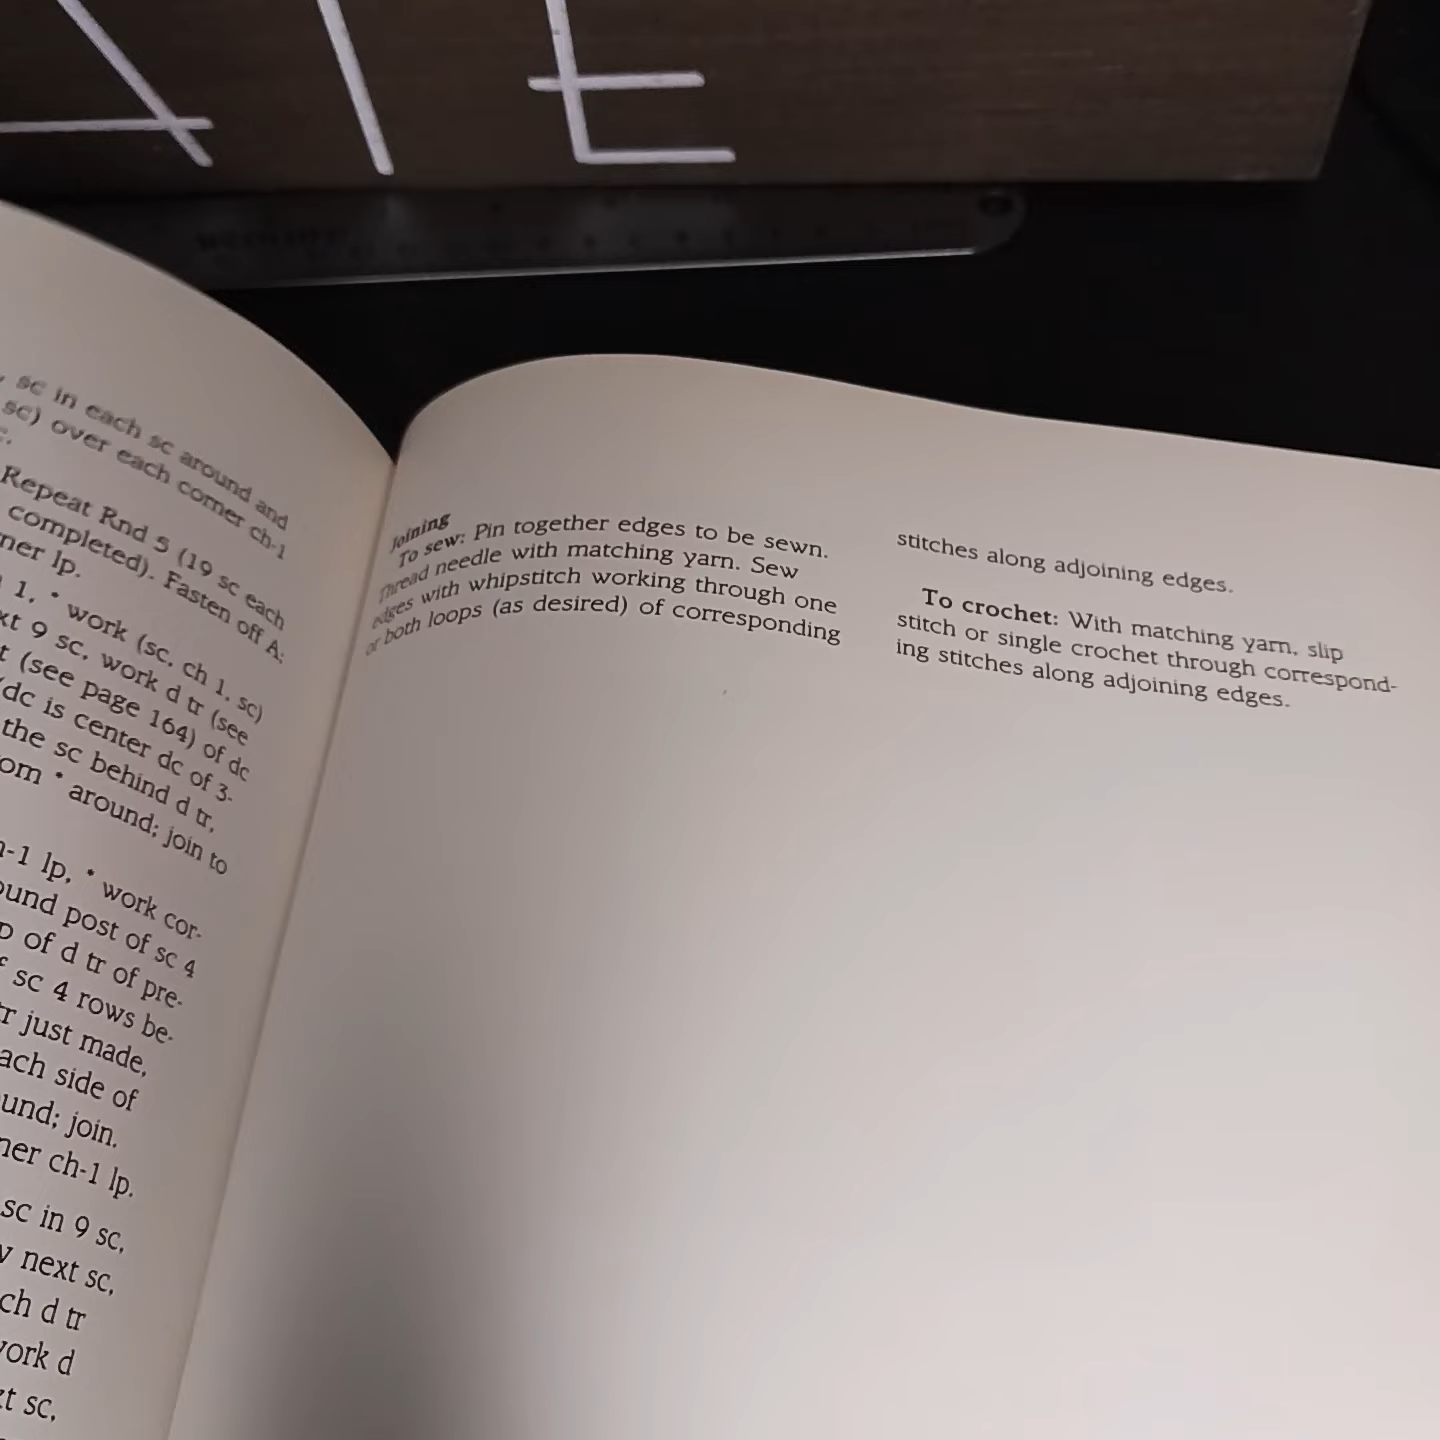 , sc in each sc around and
sc) over each corner ch-1
c.
Repeat Rnd 5 (19 sc each
completed). Fasten off A;
ner lp.
1, * work (sc, ch 1, sc)
xt 9 sc, work d tr (see
t (see page 164) of dc
(dc is center dc of 3-
the sc behind d tr,
om * around; join to
-1 lp, * work cor-
ound post of sc 4
p of d tr of pre-
f sc 4 rows be-
tr just made,
ach side of
und; join.
ner ch-1 lp.
sc in 9 sc,
next sc,
ch d tr
work d
xt sc,
Joining
To sew: Pin together edges to be sewn.
Thread needle with matching yarn. Sew
edges with whipstitch working through one
or both loops (as desired) of corresponding
stitches along adjoining edges.
To crochet: With matching yarn, slip
stitch or single crochet through correspond-
ing stitches along adjoining edges.